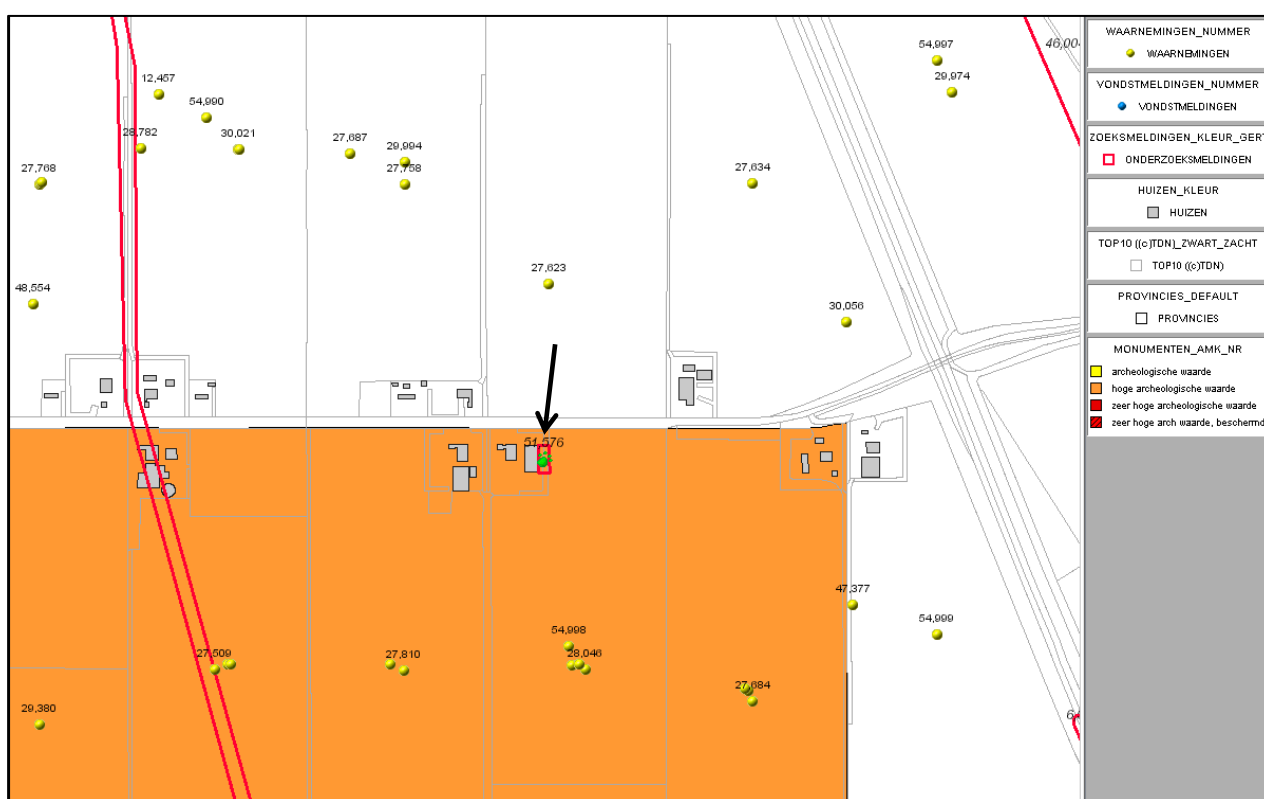 54,997
46,00
29,974
12,457
54,990
28,782
30,021
27,687
29,994
27,758
27,768
27,634
27,623
48,554
30,056
51,576
47,377
54,999
54,998
27,509
27,810
28,046
27,684
29,380
WAARNEMINGEN_NUMMER
WAARNEMINGEN
VONDSTMELDINGEN_NUMMER
VONDSTMELDINGEN
ZOEKSMELDINGEN_KLEUR_GERT
ONDERZOEKSMELDINGEN
HUIZEN_KLEUR
HUIZEN
TOP10 ((c)TDN)_ZWART_ZACHT
TOP10 ((c)TDN)
PROVINCIES_DEFAULT
PROVINCIES
MONUMENTEN_AMK_NR
archeologische waarde
hoge archeologische waarde
zeer hoge archeologische waarde
zeer hoge arch waarde, beschermd